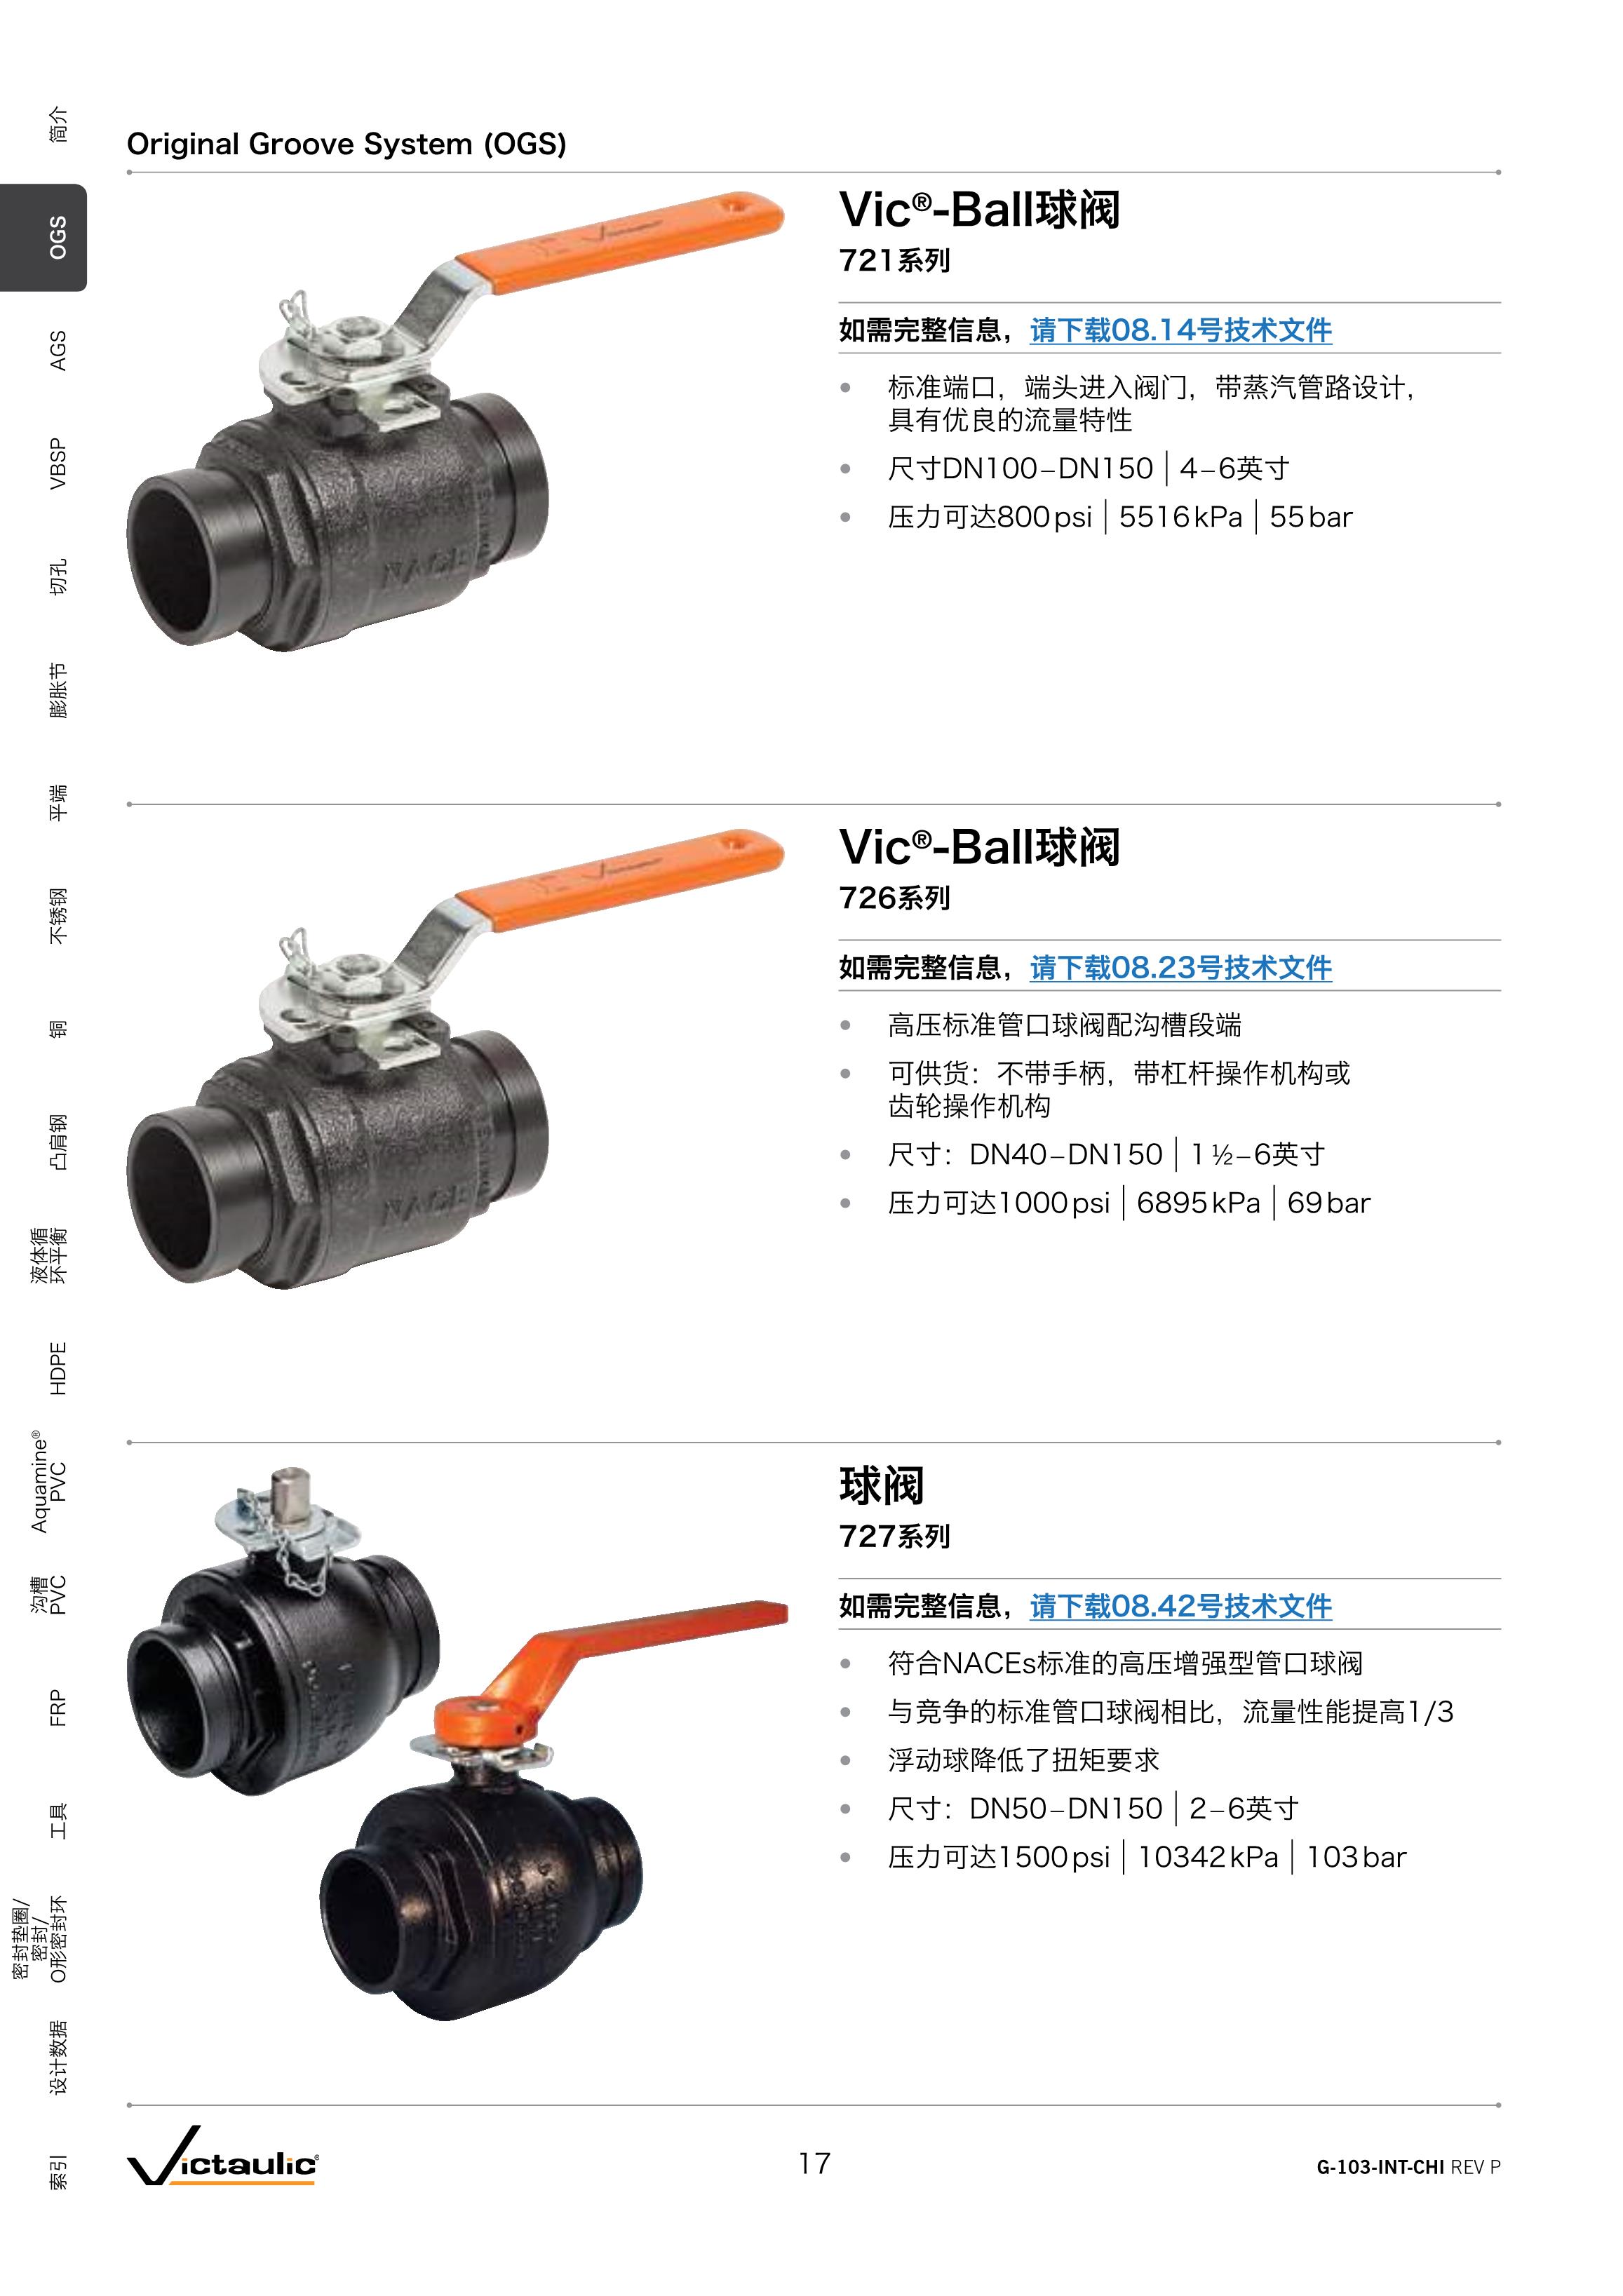 Original Groove System (OGS)
Vic®-Ball球阀
721系列
如需完整信息，请下载08.14号技术文件
• 标准端口，端头进入阀门，带蒸汽管路设计，
具有优良的流量特性
• 尺寸DN100–DN150 | 4–6英寸
• 压力可达800psi | 5516kPa | 55bar
Vic®-Ball球阀
726系列
如需完整信息，请下载08.23号技术文件
• 高压标准管口球阀配沟槽段端
• 可供货：不带手柄，带杠杆操作机构或
齿轮操作机构
• 尺寸：DN40–DN150 | 1 ½–6英寸
• 压力可达1000psi | 6895kPa | 69bar
球阀
727系列
如需完整信息，请下载08.42号技术文件
• 符合NACEs标准的高压增强型管口球阀
• 与竞争的标准管口球阀相比，流量性能提高1/3
• 浮动球降低了扭矩要求
• 尺寸：DN50–DN150 | 2–6英寸
• 压力可达1500psi | 10342kPa | 103bar
简介
OGS
AGS
VBSP
切孔
膨胀节
平端
不锈钢
铜
凸肩钢
液体循
环平衡
HDPE
Aquamine®
PVC
沟槽
PVC
FRP
工具
密封垫圈/
密封/
O形密封环
设计数据
索引
Victaulic®
17
G-103-INT-CHI REV P